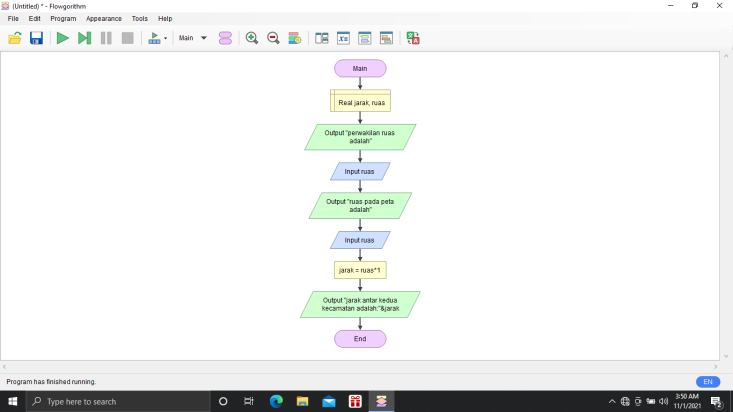 (Untitled) * - Flowgorithm
File Edit Program Appearance Tools Help
Main
Main
Real jarak, ruas
Output "perwakilan ruas
adalah"
Input ruas
Output "ruas pada peta
adalah"
Input ruas
jarak = ruas*1
Output "jarak antar kedua
kecamatan adalah:"&jarak
End
Program has finished running.
EN
Type here to search
3:50 AM
11/1/2021
2